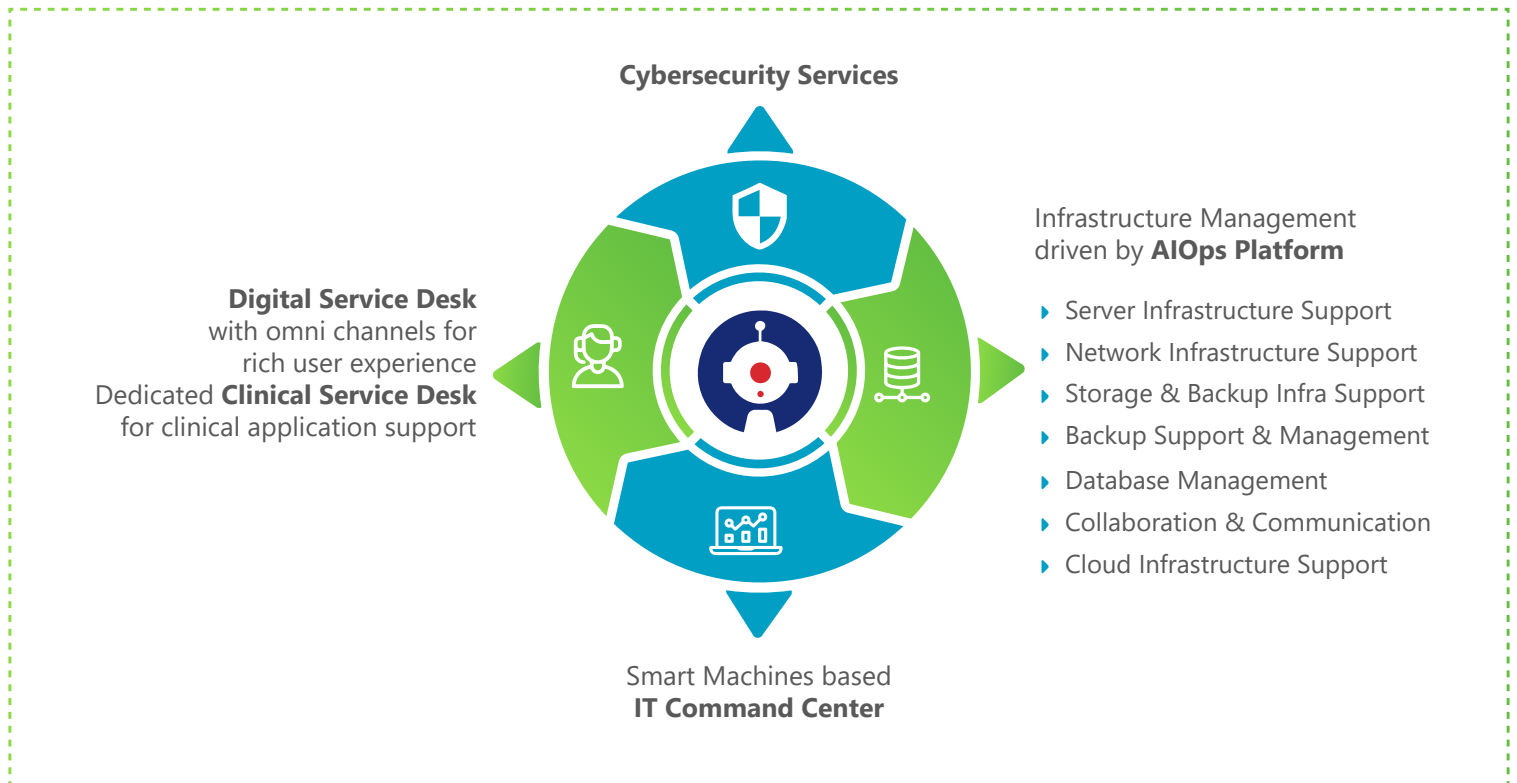 Cybersecurity Services
Digital Service Desk
with omni channels for
rich user experience
Dedicated Clinical Service Desk
for clinical application support
Infrastructure Management
driven by AIOps Platform
Server Infrastructure Support
Network Infrastructure Support
Storage & Backup Infra Support
Backup Support & Management
Database Management
Collaboration & Communication
Cloud Infrastructure Support
Smart Machines based
IT Command Center